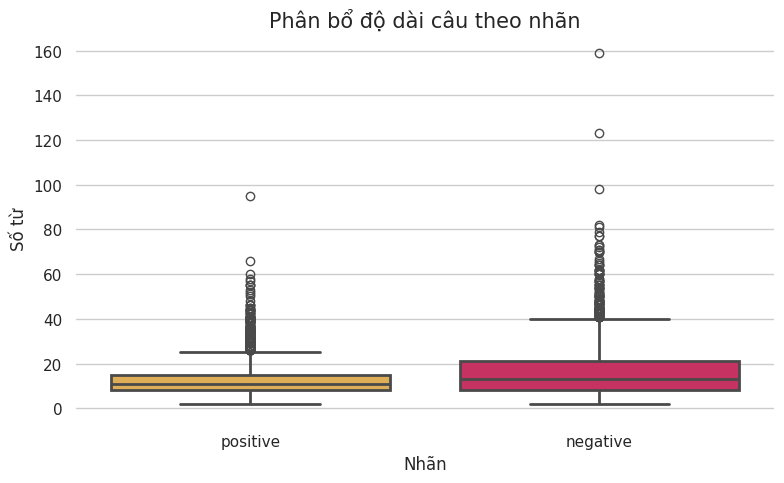 Phân bổ độ dài câu theo nhãn
Số từ
160
140
120
100
80
60
40
20
0
positive
negative
Nhãn